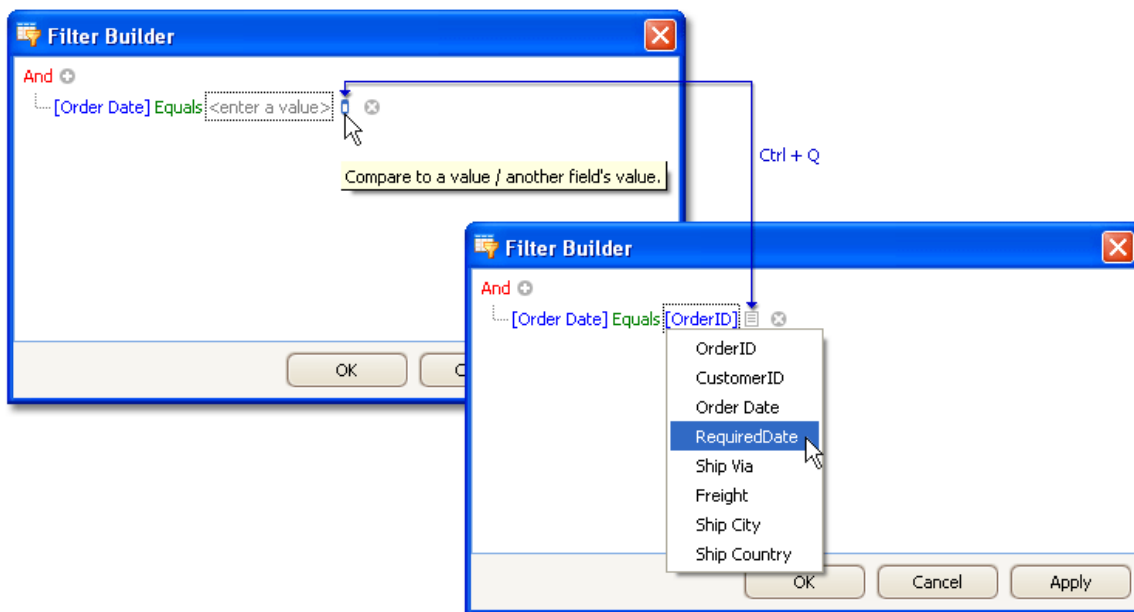 Filter Builder
And
[Order Date] Equals <enter a value>
Compare to a value / another field's value.
Ctrl + Q
OK
C
Filter Builder
And
[Order Date] Equals [OrderID]
OrderID
CustomerID
Order Date
RequiredDate
Ship Via
Freight
Ship City
Ship Country
OK Cancel Apply